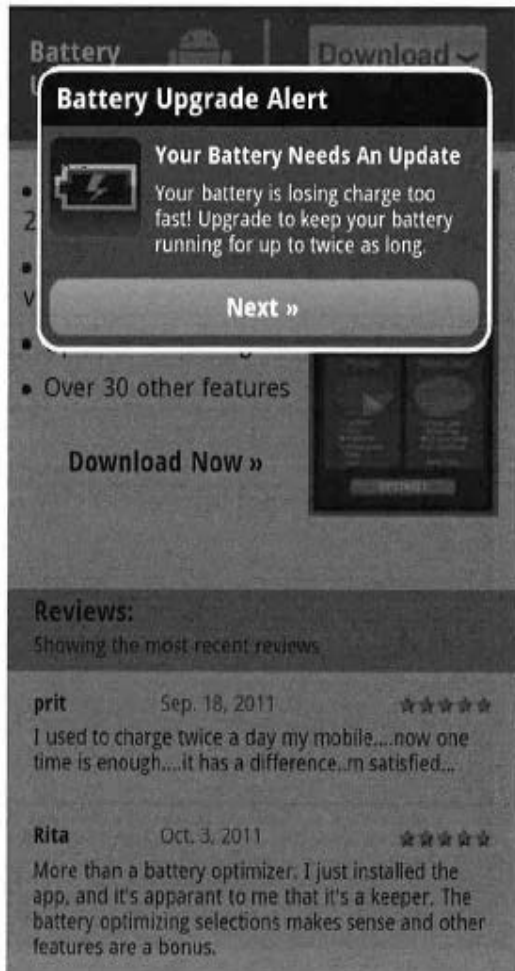 Battery
Download
U
Battery Upgrade Alert
Your Battery Needs An Update
Your battery is losing charge too
fast! Upgrade to keep your battery
running for up to twice as long.
Next »
2
v
g
• Over 30 other features
Download Now »
Reviews:
Showing the most recent reviews
prit Sep. 18, 2011 ★★★★★
I used to charge twice a day my mobile....now one
time is enough....it has a difference..m satisfied...
Rita Oct. 3, 2011 ★★★★★
More than a battery optimizer. I just installed the
app, and it's apparant to me that it's a keeper. The
battery optimizing selections makes sense and other
features are a bonus.